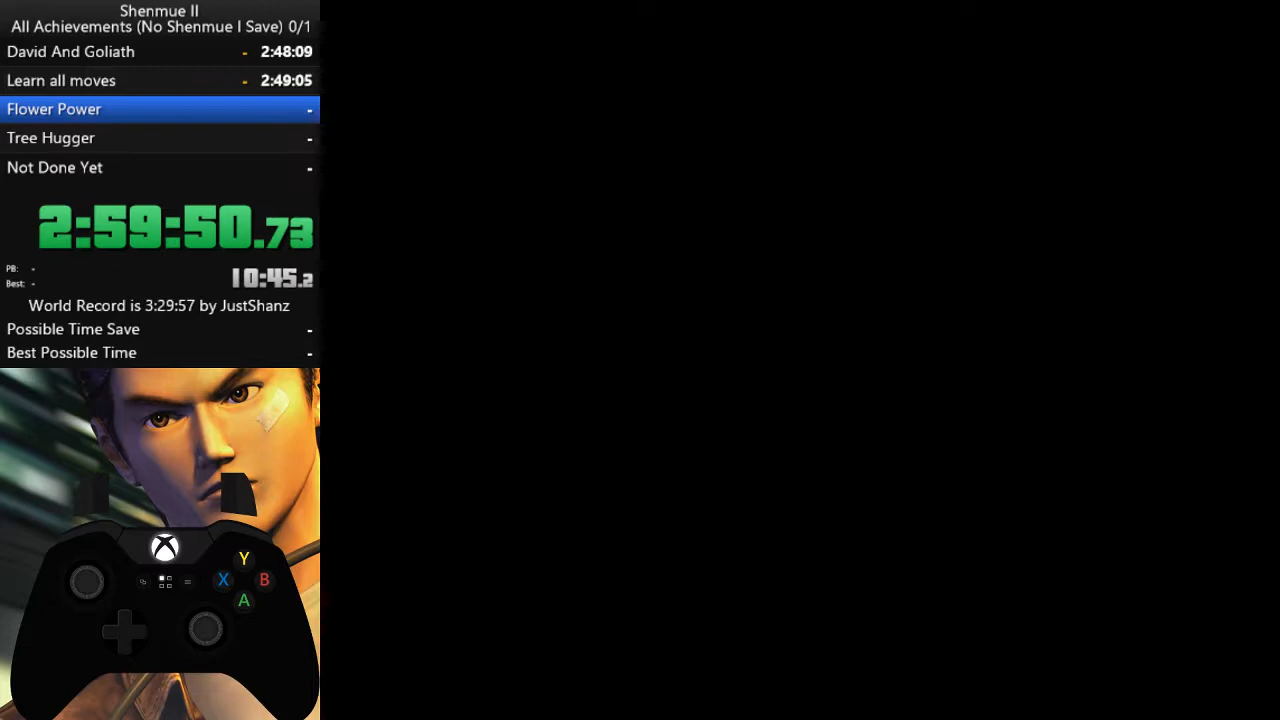 Shenmue II
All Achievements (No Shenmue I Save) 0/1
David And Goliath - 2:48:09
Learn all moves - 2:49:05
Flower Power -
Tree Hugger -
Not Done Yet -
2:59:50.73
PB: - 10:45.2
Best: -
World Record is 3:29:57 by JustShanz
Possible Time Save -
Best Possible Time -
Y
X B
A